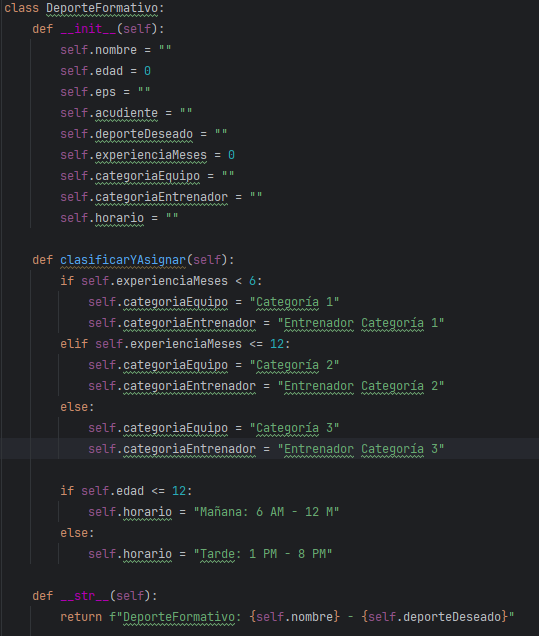 class DeporteFormativo:
    def __init__(self):
        self.nombre = ""
        self.edad = 0
        self.eps = ""
        self.acudiente = ""
        self.deporteDeseado = ""
        self.experienciaMeses = 0
        self.categoriaEquipo = ""
        self.categoriaEntrenador = ""
        self.horario = ""

    def clasificarYAsignar(self):
        if self.experienciaMeses < 6:
            self.categoriaEquipo = "Categoría 1"
            self.categoriaEntrenador = "Entrenador Categoría 1"
        elif self.experienciaMeses <= 12:
            self.categoriaEquipo = "Categoría 2"
            self.categoriaEntrenador = "Entrenador Categoría 2"
        else:
            self.categoriaEquipo = "Categoría 3"
            self.categoriaEntrenador = "Entrenador Categoría 3"

        if self.edad <= 12:
            self.horario = "Mañana: 6 AM - 12 M"
        else:
            self.horario = "Tarde: 1 PM - 8 PM"

    def __str__(self):
        return f"DeporteFormativo: {self.nombre} - {self.deporteDeseado}"